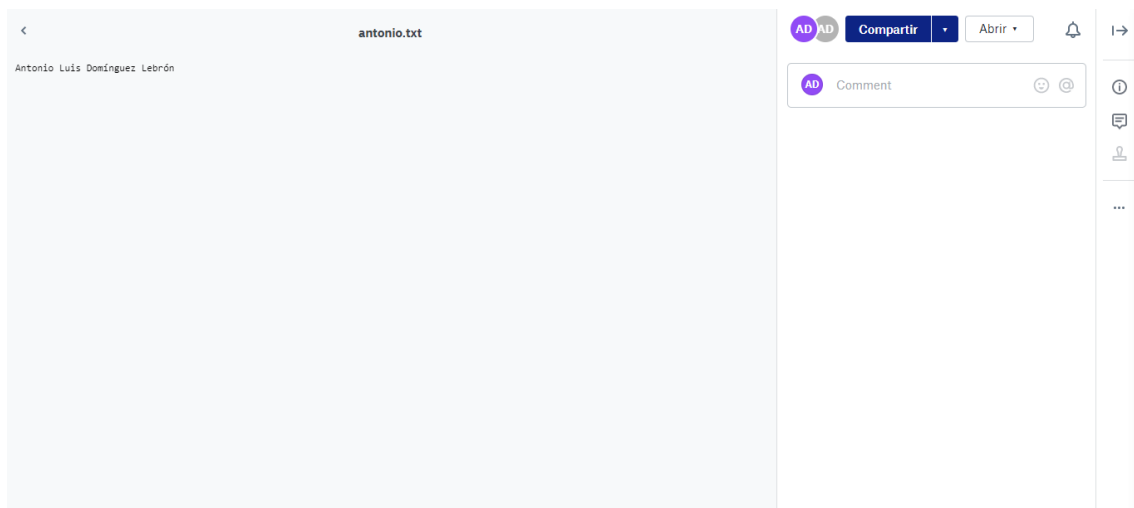 antonio.txt
Antonio Luis Domínguez Lebrón
AD AD Compartir Abrir
AD Comment